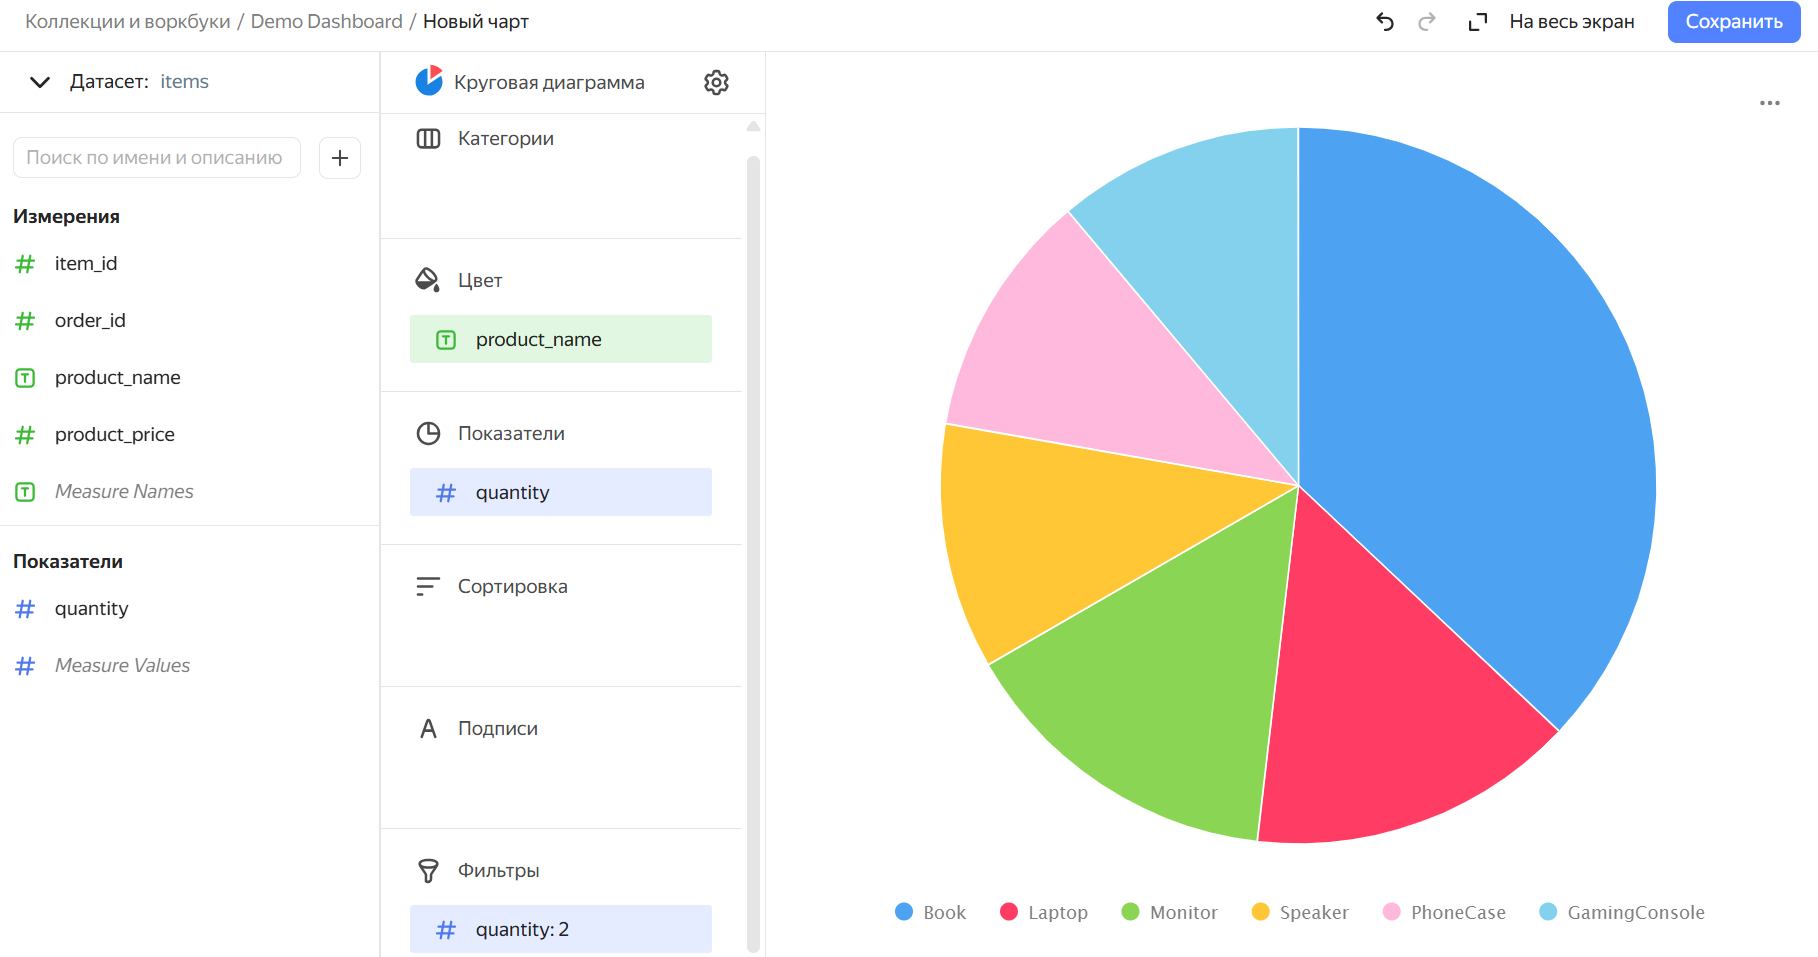 Коллекции и воркбуки / Demo Dashboard / Новый чарт
На весь экран
Сохранить
Датасет: items
Поиск по имени и описанию
Измерения
item_id
order_id
product_name
product_price
Measure Names
Показатели
quantity
Measure Values
Круговая диаграмма
Категории
Цвет
product_name
Показатели
quantity
Сортировка
Подписи
Фильтры
quantity: 2
Book
Laptop
Monitor
Speaker
PhoneCase
GamingConsole